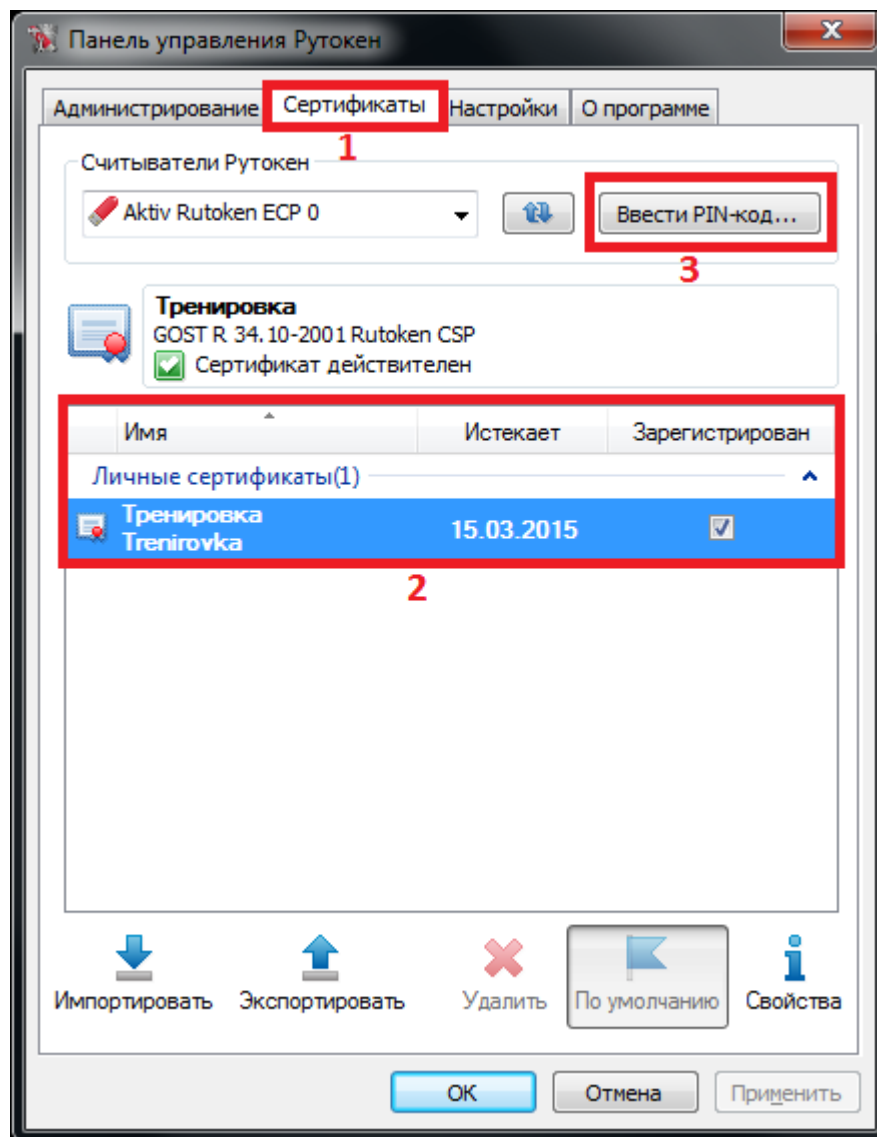 Панель управления Рутокен
Администрирование Сертификаты Настройки О программе
1
Считыватели Рутокен
Aktiv Rutoken ECP 0 Ввести PIN-код...
3
Тренировка
GOST R 34.10-2001 Rutoken CSP
Сертификат действителен
Имя Истекает Зарегистрирован
Личные сертификаты(1)
Тренировка
Trenirovka 15.03.2015
2
Импортировать Экспортировать Удалить По умолчанию Свойства
ОК Отмена Применить